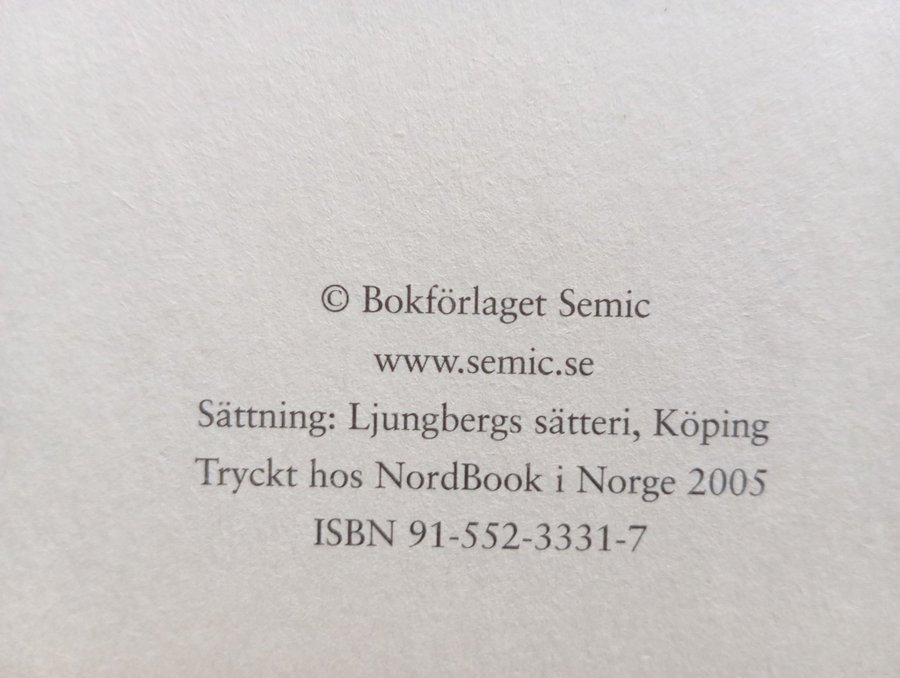 © Bokförlaget Semic
www.semic.se
Sättning: Ljungbergs sätteri, Köping
Tryckt hos NordBook i Norge 2005
ISBN 91-552-3331-7